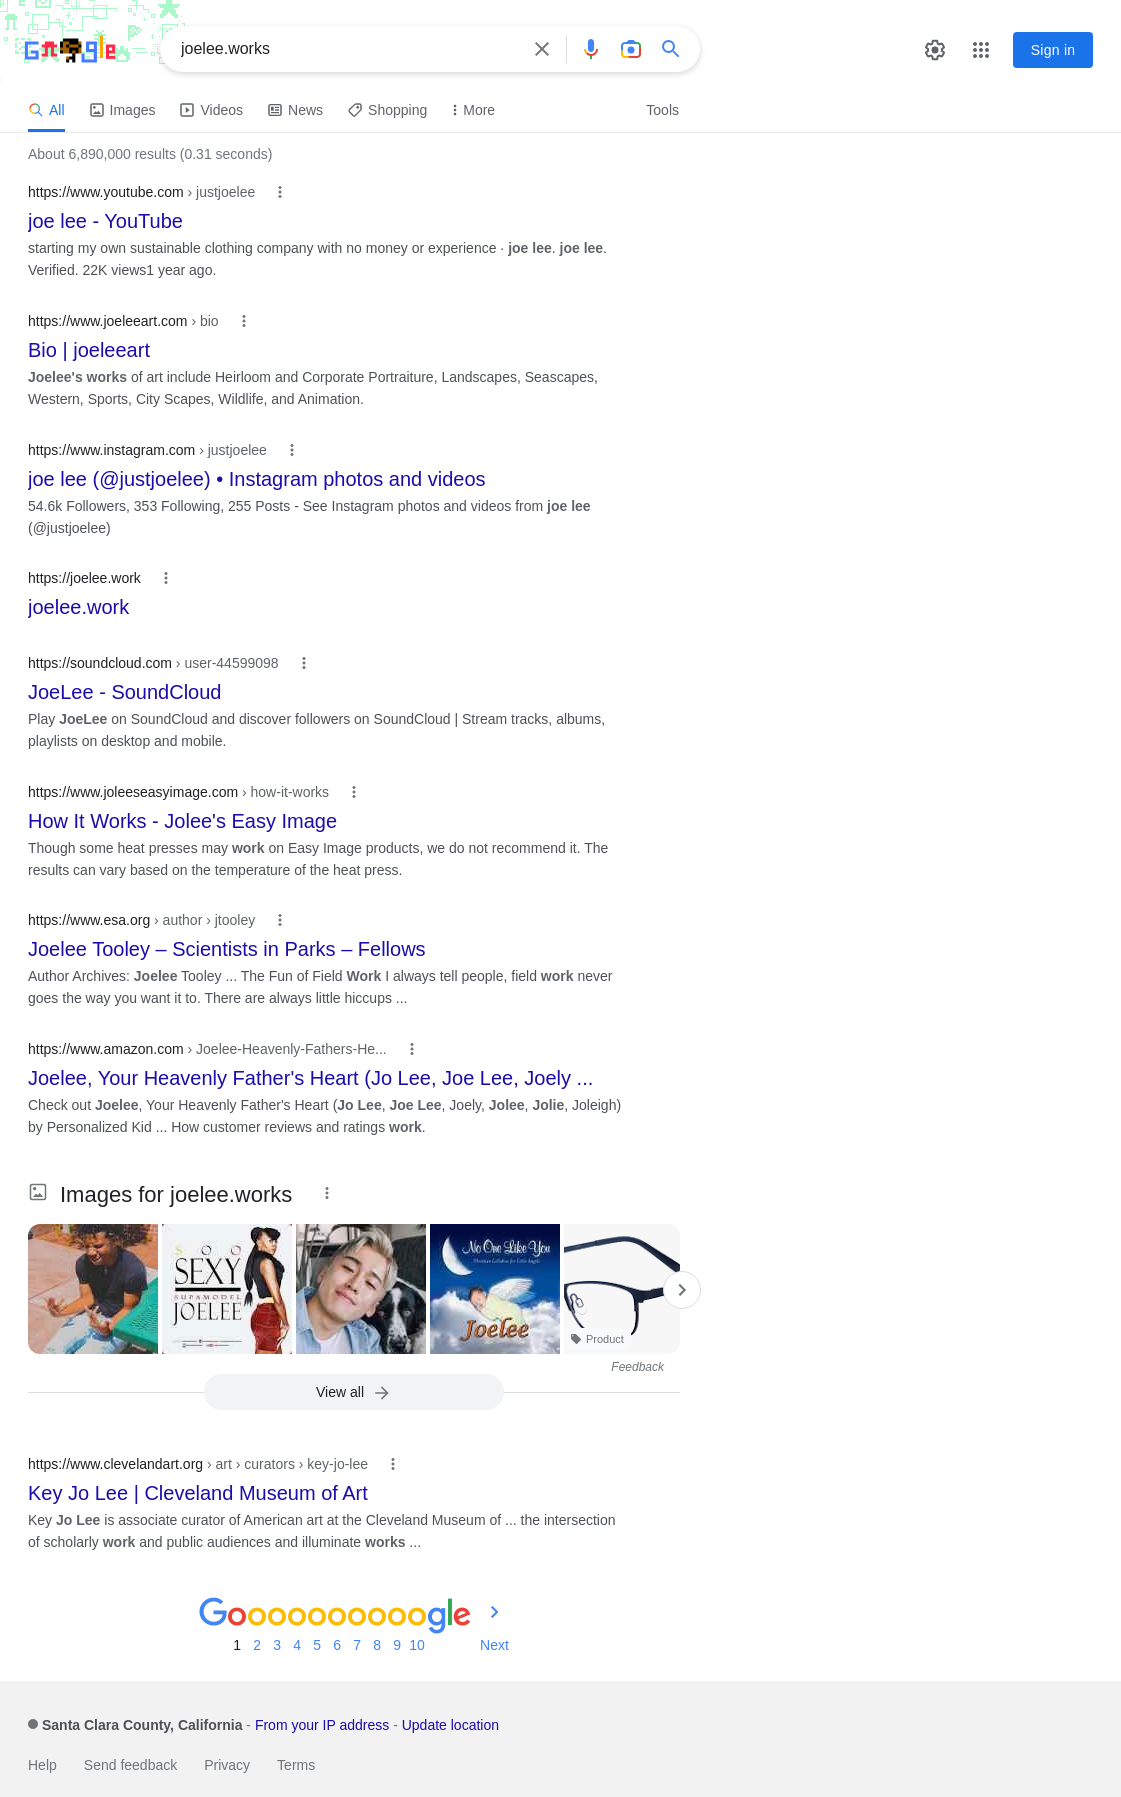 Google
joelee.works
Sign in
All
Images
Videos
News
Shopping
More
Tools
About 6,890,000 results (0.31 seconds)
https://www.youtube.com › justjoelee
joe lee - YouTube
starting my own sustainable clothing company with no money or experience · joe lee. joe lee.
Verified. 22K views1 year ago.
https://www.joeleeart.com › bio
Bio | joeleeart
Joelee's works of art include Heirloom and Corporate Portraiture, Landscapes, Seascapes,
Western, Sports, City Scapes, Wildlife, and Animation.
https://www.instagram.com › justjoelee
joe lee (@justjoelee) • Instagram photos and videos
54.6k Followers, 353 Following, 255 Posts - See Instagram photos and videos from joe lee
(@justjoelee)
https://joelee.work
joelee.work
https://soundcloud.com › user-44599098
JoeLee - SoundCloud
Play JoeLee on SoundCloud and discover followers on SoundCloud | Stream tracks, albums,
playlists on desktop and mobile.
https://www.joleeseasyimage.com › how-it-works
How It Works - Jolee's Easy Image
Though some heat presses may work on Easy Image products, we do not recommend it. The
results can vary based on the temperature of the heat press.
https://www.esa.org › author › jtooley
Joelee Tooley – Scientists in Parks – Fellows
Author Archives: Joelee Tooley ... The Fun of Field Work I always tell people, field work never
goes the way you want it to. There are always little hiccups ...
https://www.amazon.com › Joelee-Heavenly-Fathers-He...
Joelee, Your Heavenly Father's Heart (Jo Lee, Joe Lee, Joely ...
Check out Joelee, Your Heavenly Father's Heart (Jo Lee, Joe Lee, Joely, Jolee, Jolie, Joleigh)
by Personalized Kid ... How customer reviews and ratings work.
Images for joelee.works
S O O
SEXY
SUPAMODEL
JOELEE
No One Like You
Joelee
Product
Feedback
View all
https://www.clevelandart.org › art › curators › key-jo-lee
Key Jo Lee | Cleveland Museum of Art
Key Jo Lee is associate curator of American art at the Cleveland Museum of ... the intersection
of scholarly work and public audiences and illuminate works ...
Goooooooooogle
1 2 3 4 5 6 7 8 9 10 Next
Santa Clara County, California - From your IP address - Update location
Help Send feedback Privacy Terms